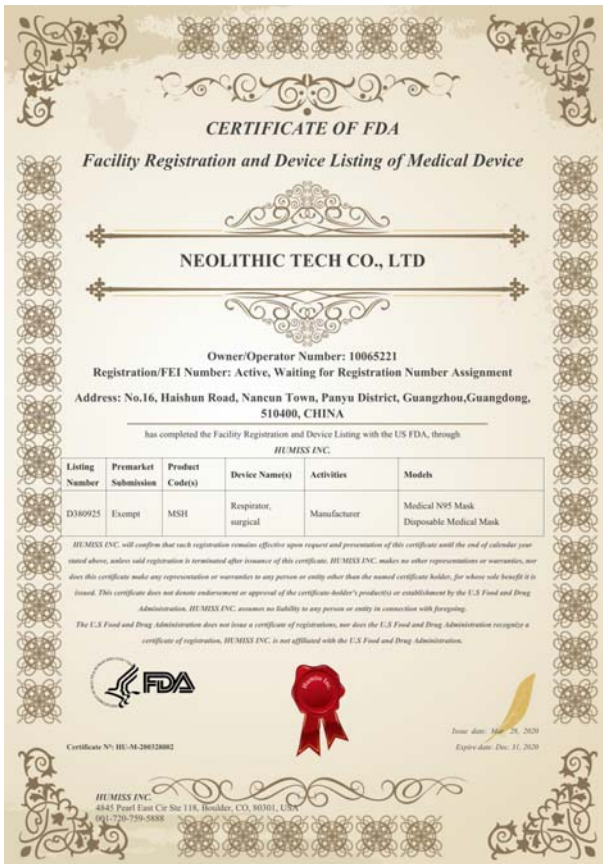 CERTIFICATE OF FDA
Facility Registration and Device Listing of Medical Device
NEOLITHIC TECH CO., LTD
Owner/Operator Number: 10065221
Registration/FEI Number: Active, Waiting for Registration Number Assignment
Address: No.16, Haishun Road, Nancun Town, Panyu District, Guangzhou,Guangdong,
510400, CHINA
has completed the Facility Registration and Device Listing with the US FDA, through
HUMISS INC.
Listing Number Premarket Submission Product Code(s) Device Name(s) Activities Models
D380925 Exempt MSH Respirator, surgical Manufacturer Medical N95 Mask
Disposable Medical Mask
HUMISS INC. will confirm that such registration remains effective upon request and presentation of this certificate until the end of calendar year
stated above, unless said registration is terminated after issuance of this certificate. HUMISS INC. makes no other representations or warranties, nor
does this certificate make any representation or warranties to any person or entity other than the named certificate holder, for whose sole benefit it is
issued. This certificate does not denote endorsement or approval of the certificate-holder's product(s) or establishment by the U.S Food and Drug
Administration. HUMISS INC. assumes no liability to any person or entity in connection with foregoing.
The U.S Food and Drug Administration does not issue a certificate of registrations, nor does the U.S Food and Drug Administration recognize a
certificate of registration, HUMISS INC. is not affiliated with the U.S Food and Drug Administration.
FDA
Humiss Inc.
Issue date: Mar. 28, 2020
Certificate Nº: HU-M-200328002
Expire date: Dec. 31, 2020
HUMISS INC.
4845 Pearl East Cir Ste 118, Boulder, CO, 80301, USA
001-720-759-5888